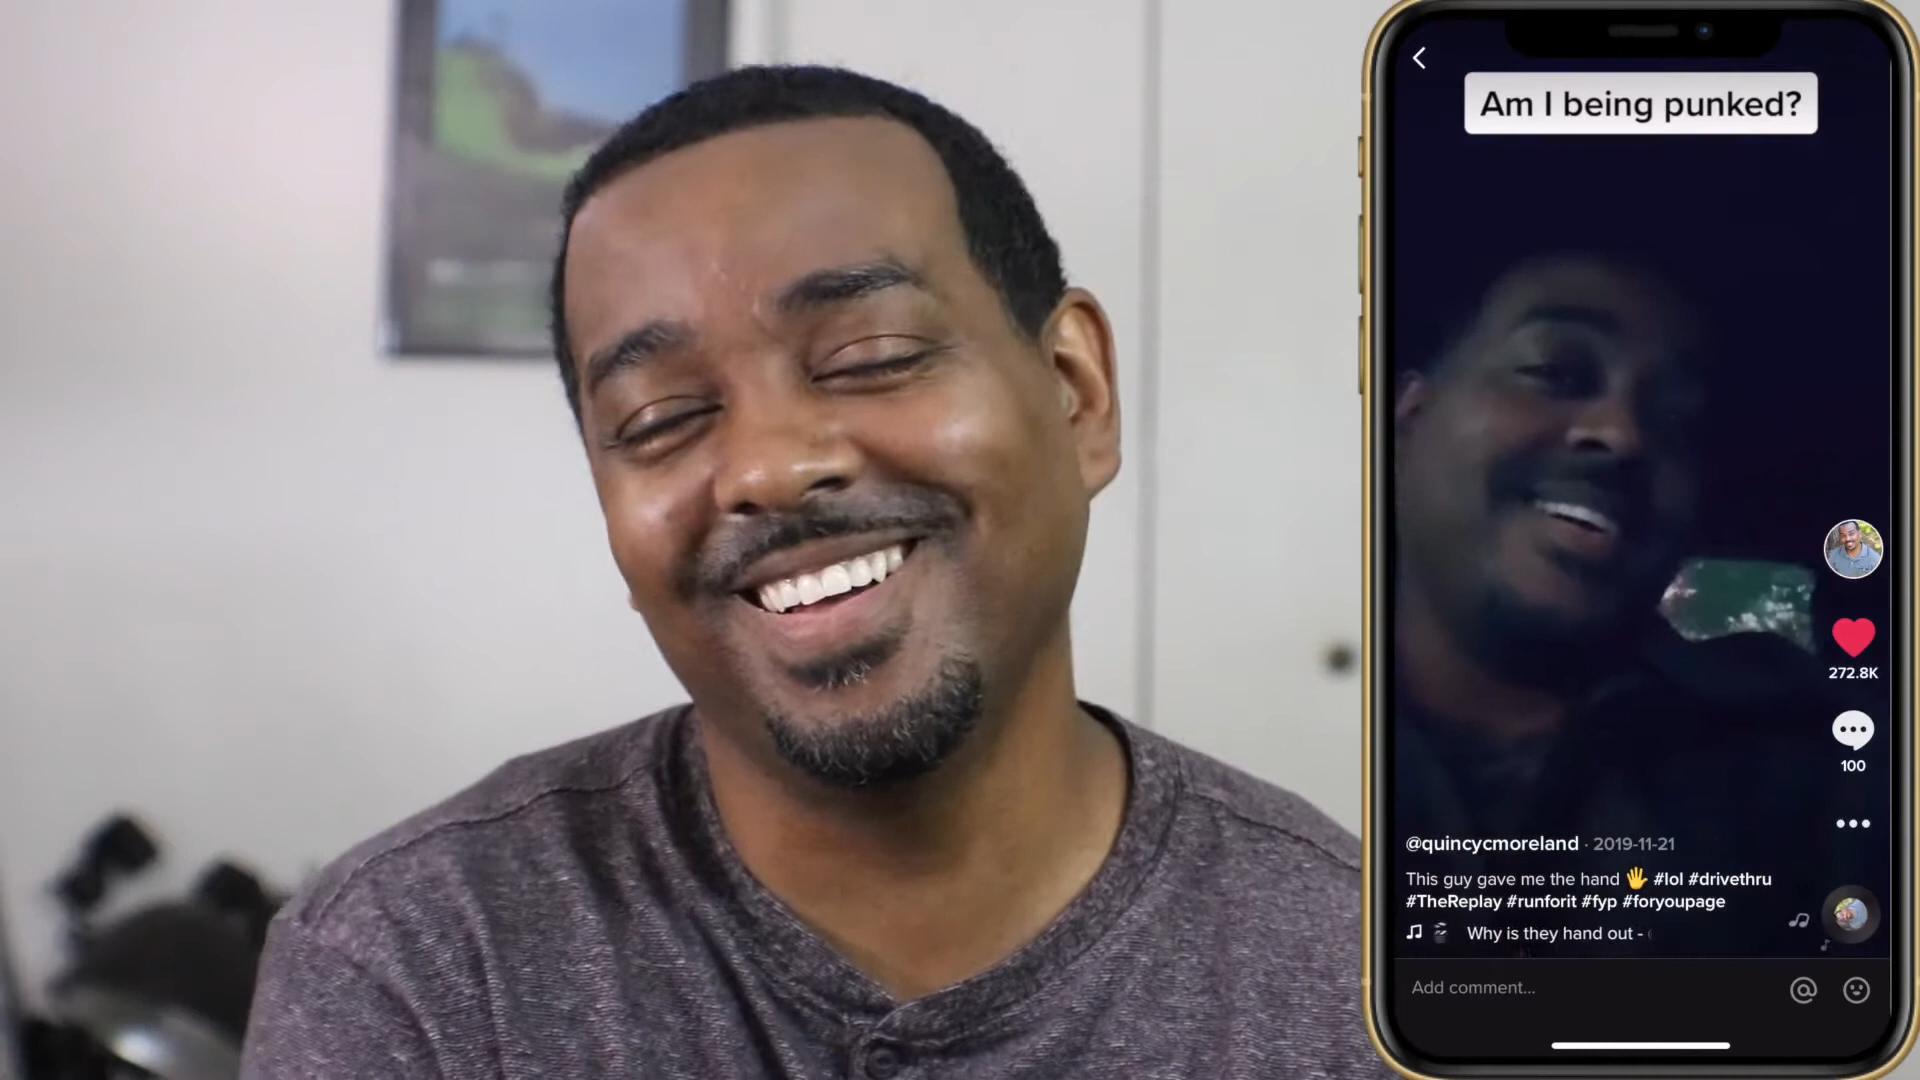 Am I being punked?
272.8K
100
@quincycmoreland · 2019-11-21
This guy gave me the hand 🖐 #lol #drivethru
#TheReplay #runforit #fyp #foryoupage
Why is they hand out -
Add comment...